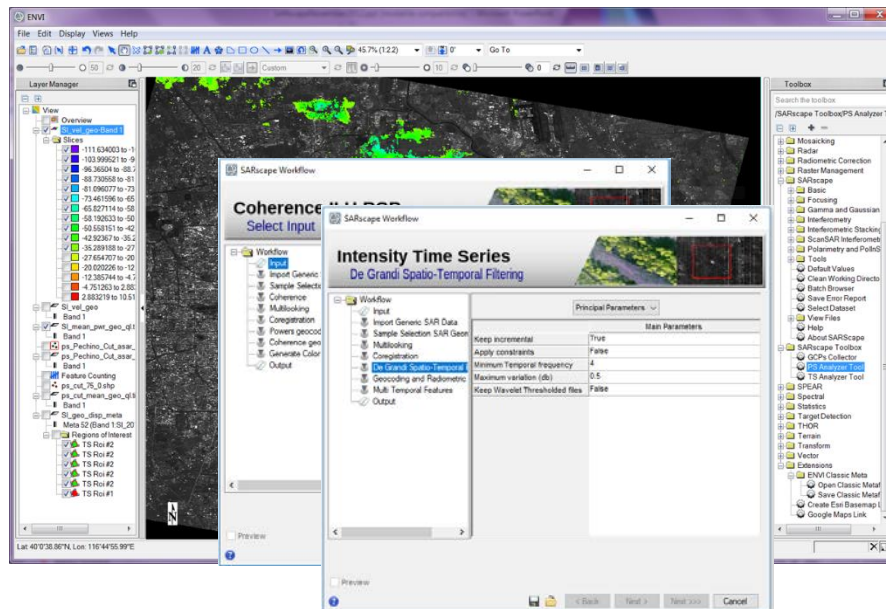 ENVI
File Edit Display Views Help
45.7% (1:2.2)
0°
Go To
50
20
Custom
10
0
Layer Manager
View
Overview
SI_vel_geo-Band 1
Slices
-111.634003 to -1
-103.999521 to -9
-96.36504 to -88.7
-88.730558 to -81
-81.096077 to -73
-73.461596 to -65
-65.827114 to -58
-58.192633 to -50
-50.558151 to -42
-42.92367 to -35.2
-35.289188 to -27
-27.654707 to -20
-20.020226 to -12
-12.385744 to -4.7
-4.751263 to 2.88
2.883219 to 10.51
SI_vel_geo
Band 1
SI_mean_pwr_geo_ql.t
ps_Pechino_Cut_asar_
ps_Pechino_Cut_asar_
Band 1
Feature Counting
ps_cut_75_0.shp
ps_cut_mean_geo_ql.ti
Band 1
SI_geo_disp_meta
Meta 52 (Band 1:SI_20
Regions of Interest
TS Roi #2
TS Roi #2
TS Roi #2
TS Roi #2
TS Roi #2
TS Roi #1
Lat: 40°0'38.86"N, Lon: 116°44'55.99"E
N
SARscape Workflow
Select Input
Workflow
Input
Import Generic
Sample Selectio
Coherence
Multilooking
Coregistration
Powers geocod
Coherence geo
Generate Color
Output
Preview
SARscape Workflow
Intensity Time Series
De Grandi Spatio-Temporal Filtering
Workflow
Input
Import Generic SAR Data
Sample Selection SAR Geom
Multilooking
Coregistration
De Grandi Spatio-Temporal
Geocoding and Radiometric
Multi Temporal Features
Output
Principal Parameters
Main Parameters
Keep incremental True
Apply constraints False
Minimum Temporal frequency 4
Maximum variation (db) 0.5
Keep Wavelet Thresholded files False
Preview
< Back Next > Next >>> Cancel
Toolbox
Search the toolbox
/SARscape Toolbox/PS Analyzer T
Mosaicking
Radar
Radiometric Correction
Raster Management
SARscape
Basic
Focusing
Gamma and Gaussian
Interferometry
Interferometric Stacking
ScanSAR Interferometr
Polarimetry and PolInS
Tools
Default Values
Clean Working Directo
Batch Browser
Save Error Report
Select Dataset
View Files
Help
About SARscape
SARscape Toolbox
GCPs Collector
PS Analyzer Tool
TS Analyzer Tool
SPEAR
Spectral
Statistics
Target Detection
THOR
Terrain
Transform
Vector
Extensions
ENVI Classic Meta
Open Classic Metaf
Save Classic Metaf
Create Esri Basemap L
Google Maps Link